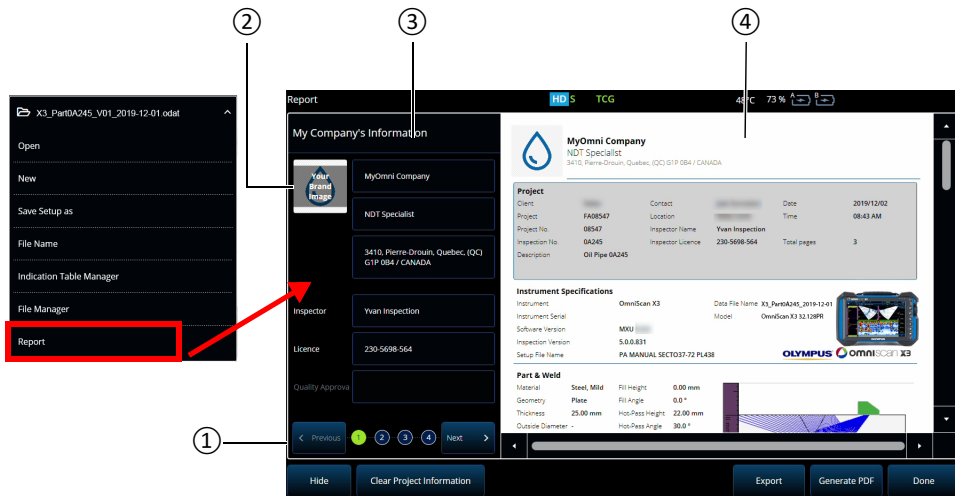 ②
③
④
X3_Part0A245_V01_2019-12-01.odat
Open
New
Save Setup as
File Name
Indication Table Manager
File Manager
Report
Report
HD S TCG
48°C 73 % A B
My Company's Information
Your
Brand
Image
MyOmni Company
NDT Specialist
3410, Pierre-Drouin, Quebec, (QC)
G1P 0B4 / CANADA
Inspector Yvan Inspection
Licence 230-5698-564
Quality Approva
①
< Previous 1 2 3 4 Next >
MyOmni Company
NDT Specialist
3410, Pierre-Drouin, Quebec, (QC) G1P 0B4 / CANADA
Project
Client Contact Date 2019/12/02
Project FA08547 Location Time 08:43 AM
Project No. 08547 Inspector Name Yvan Inspection
Inspection No. 0A245 Inspector Licence 230-5698-564 Total pages 3
Description Oil Pipe 0A245
Instrument Specifications
Instrument OmniScan X3 Data File Name X3_Part0A245_2019-12-01
Instrument Serial Model OmniScan X3 32.128PR
Software Version MXU
Inspection Version 5.0.0.831
Setup File Name PA MANUAL SECTO37-72 PL438
OLYMPUS OmniScan X3
Part & Weld
Material Steel, Mild Fill Height 0.00 mm
Geometry Plate Fill Angle 0.0 °
Thickness 25.00 mm Hot-Pass Height 22.00 mm
Outside Diameter - Hot-Pass Angle 30.0 °
Hide Clear Project Information Export Generate PDF Done